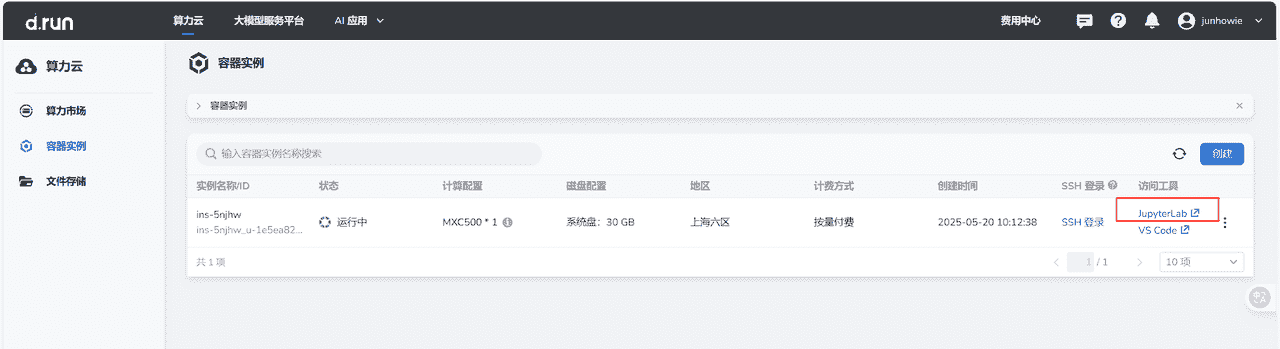 d.run 算力云 大模型服务平台 AI 应用 费用中心 junhowie
算力云
算力市场
容器实例
文件存储
容器实例
容器实例
输入容器实例名称搜索 创建
实例名称/ID 状态 计算配置 磁盘配置 地区 计费方式 创建时间 SSH 登录 访问工具
ins-5njhw 运行中 MXC500 * 1 系统盘：30 GB 上海六区 按量付费 2025-05-20 10:12:38 SSH 登录 JupyterLab
ins-5njhw_u-1e5ea82... VS Code
共 1 项 1 / 1 10 项